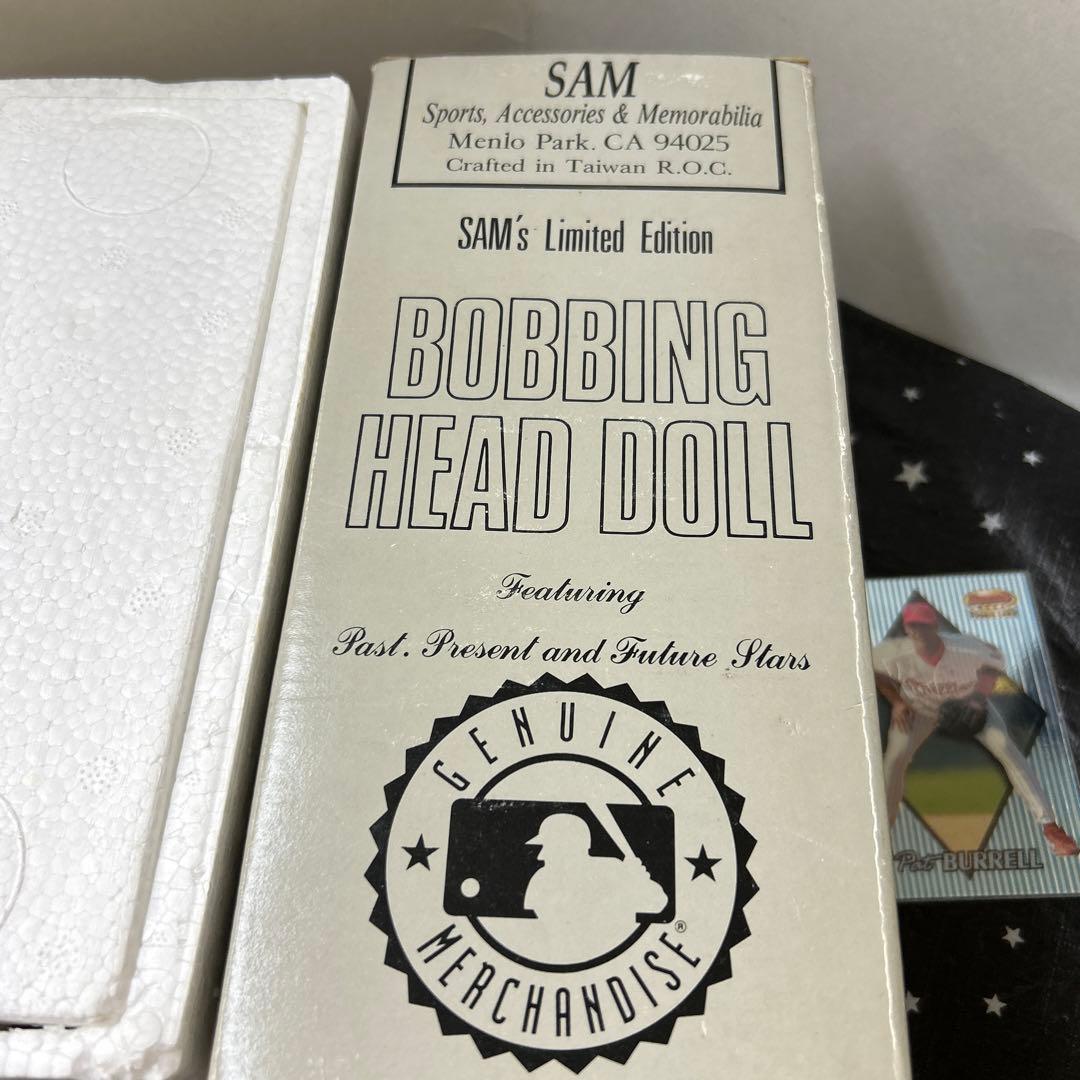 SAM
Sports, Accessories & Memorabilia
Menlo Park. CA 94025
Crafted in Taiwan R.O.C.
SAM's Limited Edition
BOBBING
HEAD DOLL
Featuring
Past. Present and Future Stars
GENUINE
MERCHANDISE®
Pat BURRELL